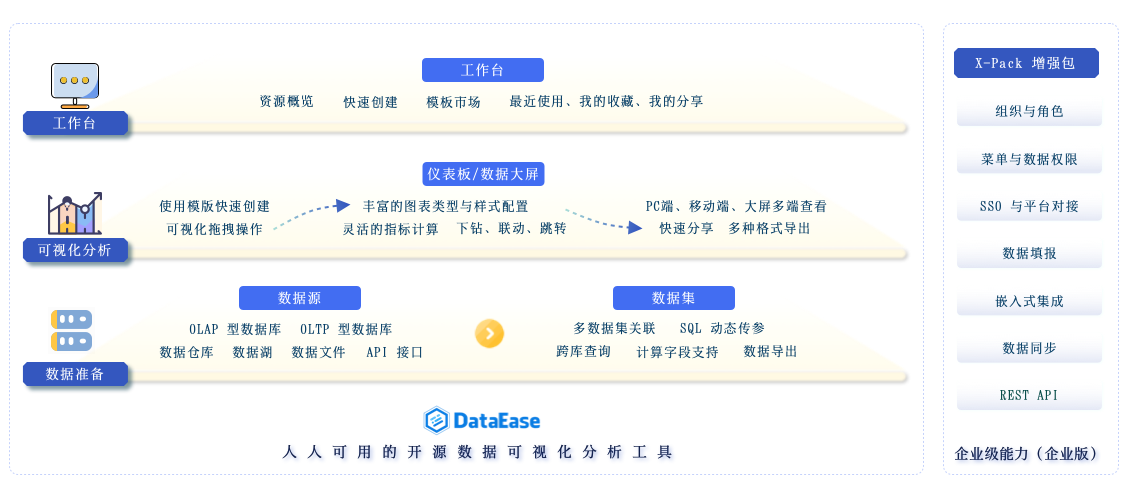 工作台
资源概览 快速创建 模板市场 最近使用、我的收藏、我的分享
工作台
仪表板/数据大屏
使用模版快速创建 丰富的图表类型与样式配置 PC端、移动端、大屏多端查看
可视化拖拽操作 灵活的指标计算 下钻、联动、跳转 快速分享 多种格式导出
可视化分析
数据源 数据集
OLAP 型数据库 OLTP 型数据库 多数据集关联 SQL 动态传参
数据仓库 数据湖 数据文件 API 接口 跨库查询 计算字段支持 数据导出
数据准备
DataEase
人人可用的开源数据可视化分析工具
X-Pack 增强包
组织与角色
菜单与数据权限
SSO 与平台对接
数据填报
嵌入式集成
数据同步
REST API
企业级能力（企业版）